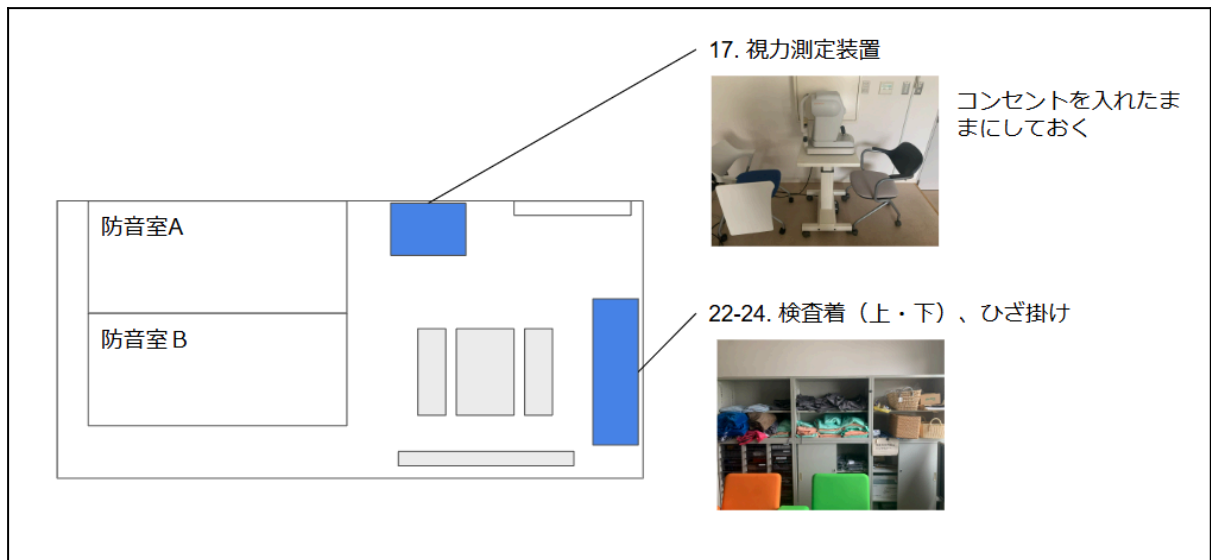 17. 視力測定装置
コンセントを入れたま
まにしておく
防音室A
防音室B
22-24. 検査着（上・下）、ひざ掛け